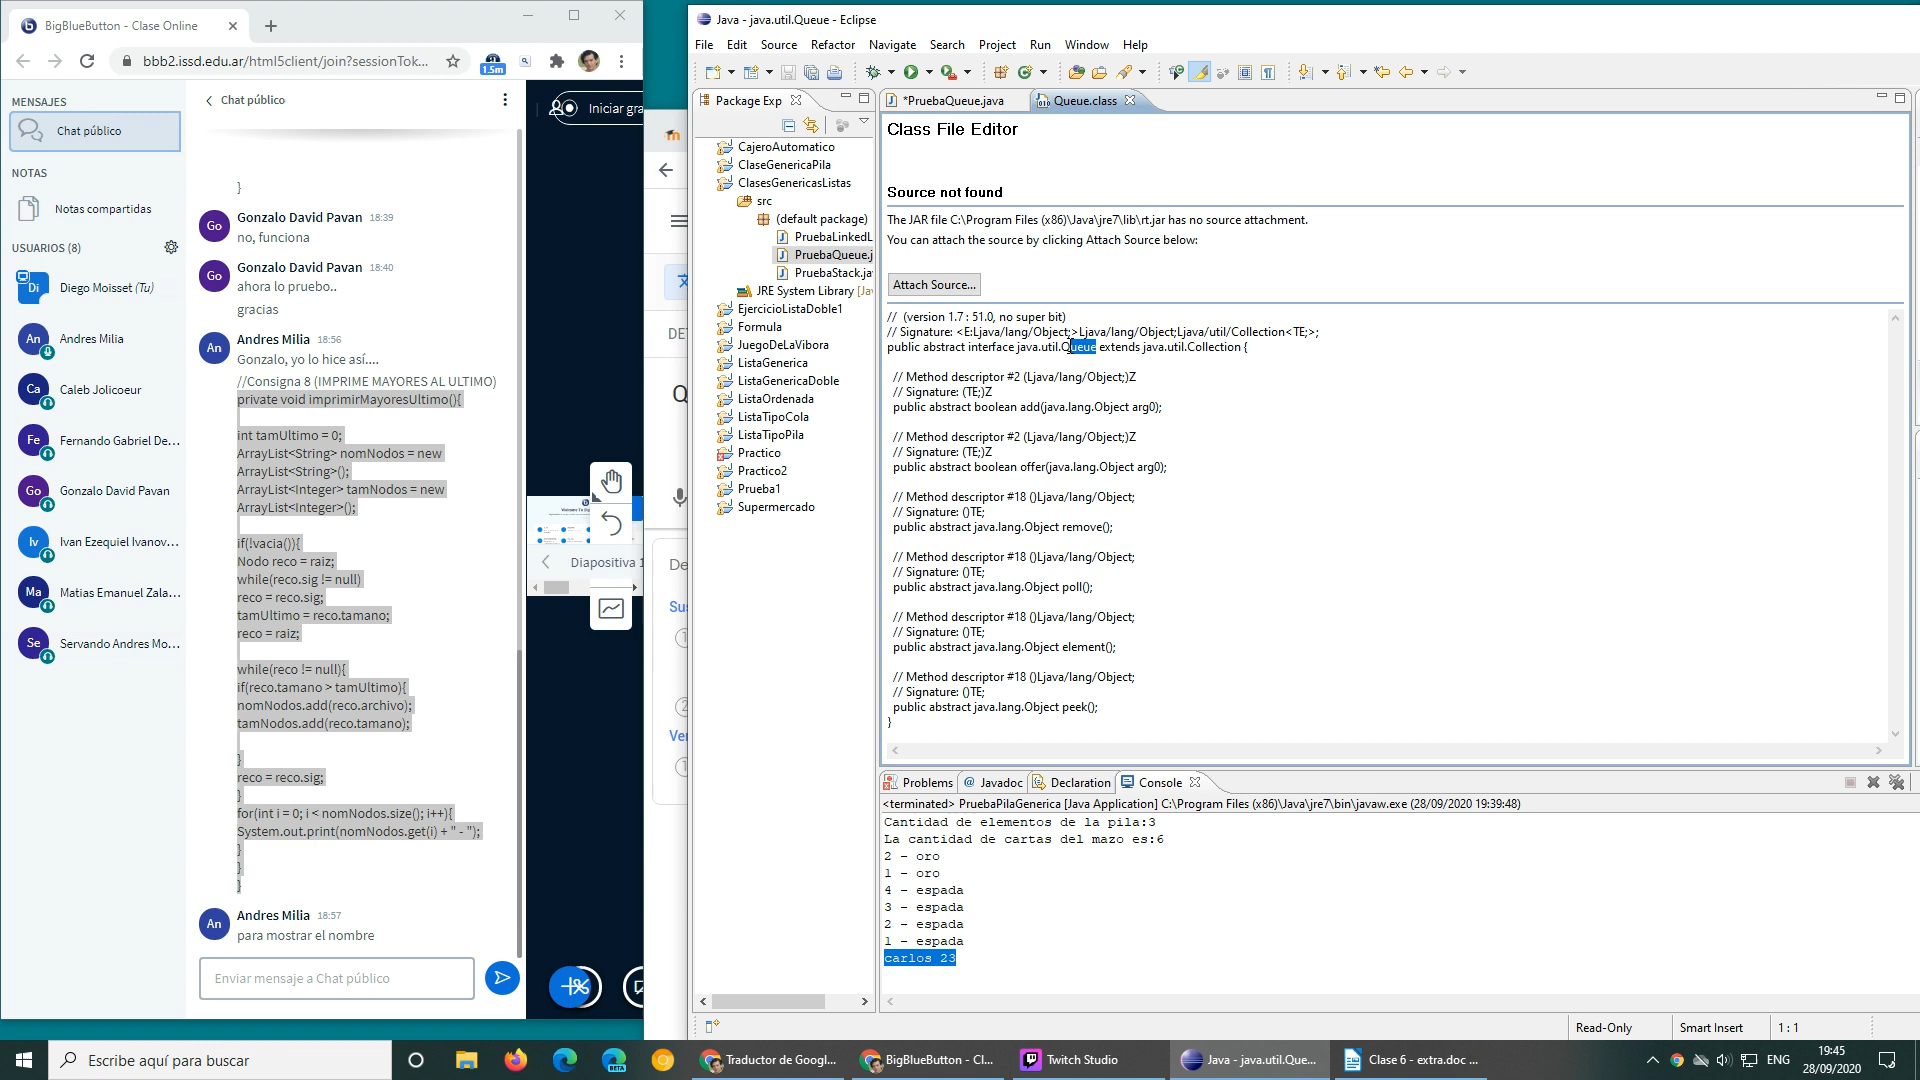 BigBlueButton - Clase Online
bbb2.issd.edu.ar/html5client/join?sessionTok...
1.5m
MENSAJES
Chat público
NOTAS
Notas compartidas
USUARIOS (8)
Di
Diego Moisset (Tu)
An
Andres Milia
Ca
Caleb Jolicoeur
Fe
Fernando Gabriel De...
Go
Gonzalo David Pavan
Iv
Ivan Ezequiel Ivanov...
Ma
Matias Emanuel Zala...
Se
Servando Andres Mo...
Chat público
}
Go
Gonzalo David Pavan 18:39
no, funciona
Go
Gonzalo David Pavan 18:40
ahora lo pruebo..
gracias
An
Andres Milia 18:56
Gonzalo, yo lo hice así....
//Consigna 8 (IMPRIME MAYORES AL ULTIMO)
private void imprimirMayoresUltimo(){
int tamUltimo = 0;
ArrayList<String> nomNodos = new
ArrayList<String>();
ArrayList<Integer> tamNodos = new
ArrayList<Integer>();
if(!vacia()){
Nodo reco = raiz;
while(reco.sig != null)
reco = reco.sig;
tamUltimo = reco.tamano;
reco = raiz;
while(reco != null){
if(reco.tamano > tamUltimo){
nomNodos.add(reco.archivo);
tamNodos.add(reco.tamano);
}
reco = reco.sig;
}
for(int i = 0; i < nomNodos.size(); i++){
System.out.print(nomNodos.get(i) + " - ");
}
}
}
An
Andres Milia 18:57
para mostrar el nombre
Enviar mensaje a Chat público
Iniciar gra
Diapositiva 1
DE
Q
De
Sus
Ver
Java - java.util.Queue - Eclipse
File Edit Source Refactor Navigate Search Project Run Window Help
Package Exp
CajeroAutomatico
ClaseGenericaPila
ClasesGenericasListas
src
(default package)
PruebaLinkedL
PruebaQueue.j
PruebaStack.ja
JRE System Library [Ja
EjercicioListaDoble1
Formula
JuegoDeLaVibora
ListaGenerica
ListaGenericaDoble
ListaOrdenada
ListaTipoCola
ListaTipoPila
Practico
Practico2
Prueba1
Supermercado
*PruebaQueue.java
Queue.class
Class File Editor
Source not found
The JAR file C:\Program Files (x86)\Java\jre7\lib\rt.jar has no source attachment.
You can attach the source by clicking Attach Source below:
Attach Source...
// (version 1.7 : 51.0, no super bit)
// Signature: <E:Ljava/lang/Object;>Ljava/lang/Object;Ljava/util/Collection<TE;>;
public abstract interface java.util.Queue extends java.util.Collection {
// Method descriptor #2 (Ljava/lang/Object;)Z
// Signature: (TE;)Z
public abstract boolean add(java.lang.Object arg0);
// Method descriptor #2 (Ljava/lang/Object;)Z
// Signature: (TE;)Z
public abstract boolean offer(java.lang.Object arg0);
// Method descriptor #18 ()Ljava/lang/Object;
// Signature: ()TE;
public abstract java.lang.Object remove();
// Method descriptor #18 ()Ljava/lang/Object;
// Signature: ()TE;
public abstract java.lang.Object poll();
// Method descriptor #18 ()Ljava/lang/Object;
// Signature: ()TE;
public abstract java.lang.Object element();
// Method descriptor #18 ()Ljava/lang/Object;
// Signature: ()TE;
public abstract java.lang.Object peek();
}
Problems Javadoc Declaration Console
<terminated> PruebaPilaGenerica [Java Application] C:\Program Files (x86)\Java\jre7\bin\javaw.exe (28/09/2020 19:39:48)
Cantidad de elementos de la pila:3
La cantidad de cartas del mazo es:6
2 - oro
1 - oro
4 - espada
3 - espada
2 - espada
1 - espada
carlos 23
Read-Only
Smart Insert
1 : 1
Escribe aquí para buscar
BETA
Traductor de Googl...
BigBlueButton - Cl...
Twitch Studio
Java - java.util.Que...
Clase 6 - extra.doc ...
ENG
19:45
28/09/2020